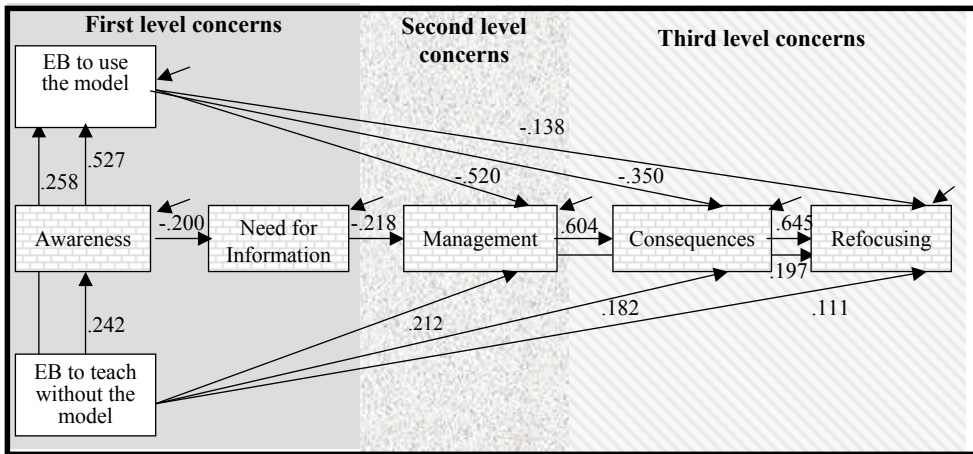 First level concerns
Second level
concerns
Third level concerns
EB to use
the model
-.138
.527
.258
-.520
-.350
Awareness
-.200
Need for
Information
-.218
Management
.604
Consequences
.645
Refocusing
.197
.242
.212
.182
.111
EB to teach
without the
model